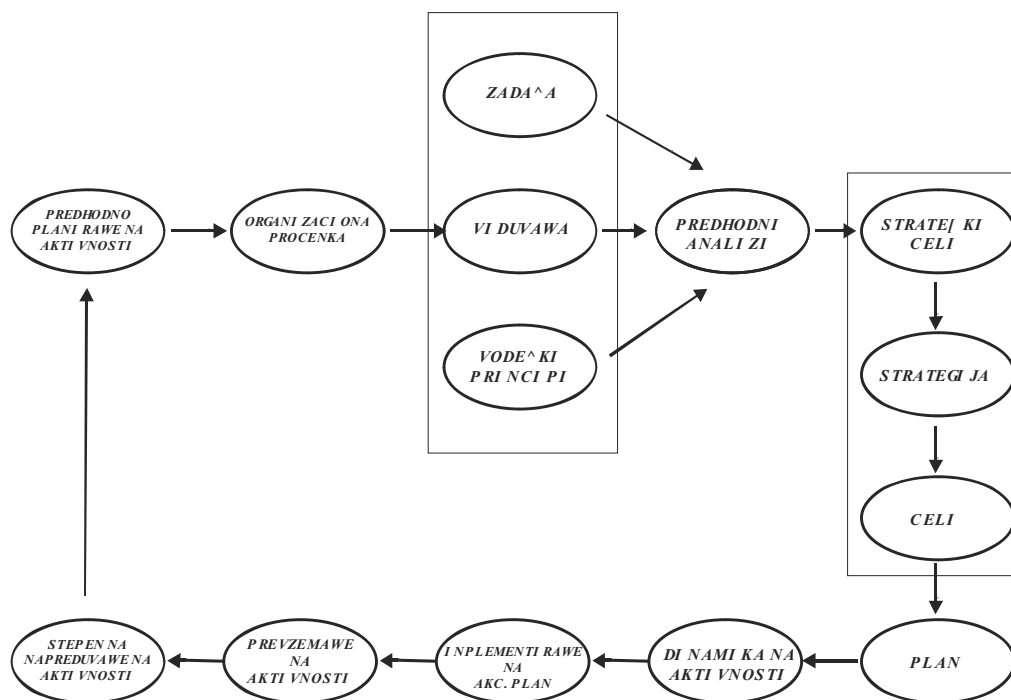 ZADA^A
PREDHODNO
PLANI RAWE NA
AKTI VNOSTI
ORGANI ZACI ONA
PROCENKA
VI DUVAWA
PREDHODNI
ANALI ZI
STRATE[ KI
CELI
VODE^KI
PRI NCI PI
STRATEGI JA
CELI
STEPEN NA
NAPREDUVAWE NA
AKTI VNOSTI
PREVZEMAWE
NA
AKTI VNOSTI
I NPLEMENTI RAWE
NA
AKC. PLAN
DI NAMI KA NA
AKTI VNOSTI
PLAN